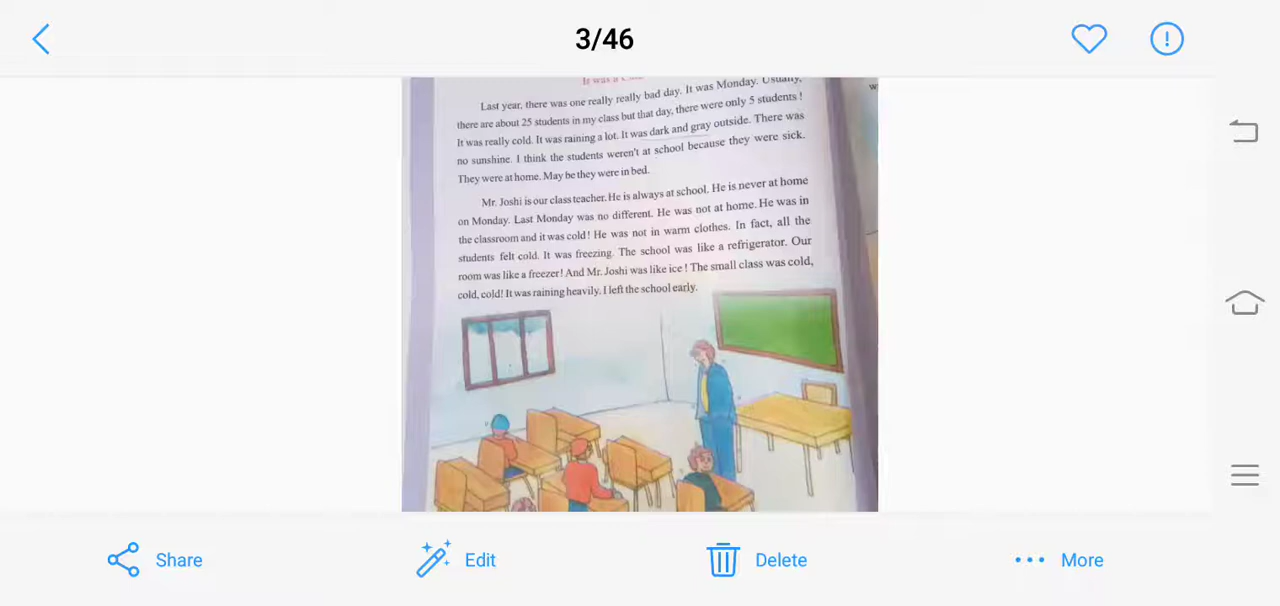 3/46
It was a
Last year, there was one really really bad day. It was Monday. Usually,
there are about 25 students in my class but that day, there were only 5 students !
It was really cold. It was raining a lot. It was dark and gray outside. There was
no sunshine. I think the students weren't at school because they were sick.
They were at home. May be they were in bed.
Mr. Joshi is our class teacher. He is always at school. He is never at home
on Monday. Last Monday was no different. He was not at home. He was in
the classroom and it was cold! He was not in warm clothes. In fact, all the
students felt cold. It was freezing. The school was like a refrigerator. Our
room was like a freezer! And Mr. Joshi was like ice ! The small class was cold,
cold, cold! It was raining heavily. I left the school early.
Share
Edit
Delete
More